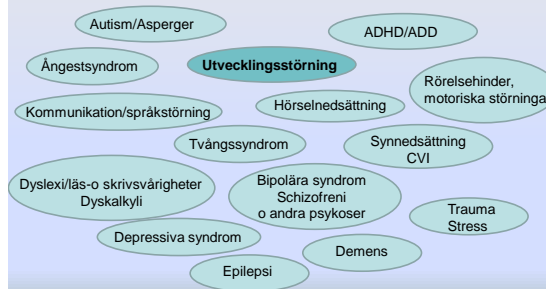 Autism/Asperger
ADHD/ADD
Ångestsyndrom
Utvecklingsstörning
Rörelsehinder,
motoriska störninga
Kommunikation/språkstörning
Hörselnedsättning
Tvångssyndrom
Synnedsättning
CVI
Dyslexi/läs-o skrivsvårigheter
Dyskalkyli
Bipolära syndrom
Schizofreni
o andra psykoser
Trauma
Stress
Depressiva syndrom
Demens
Epilepsi